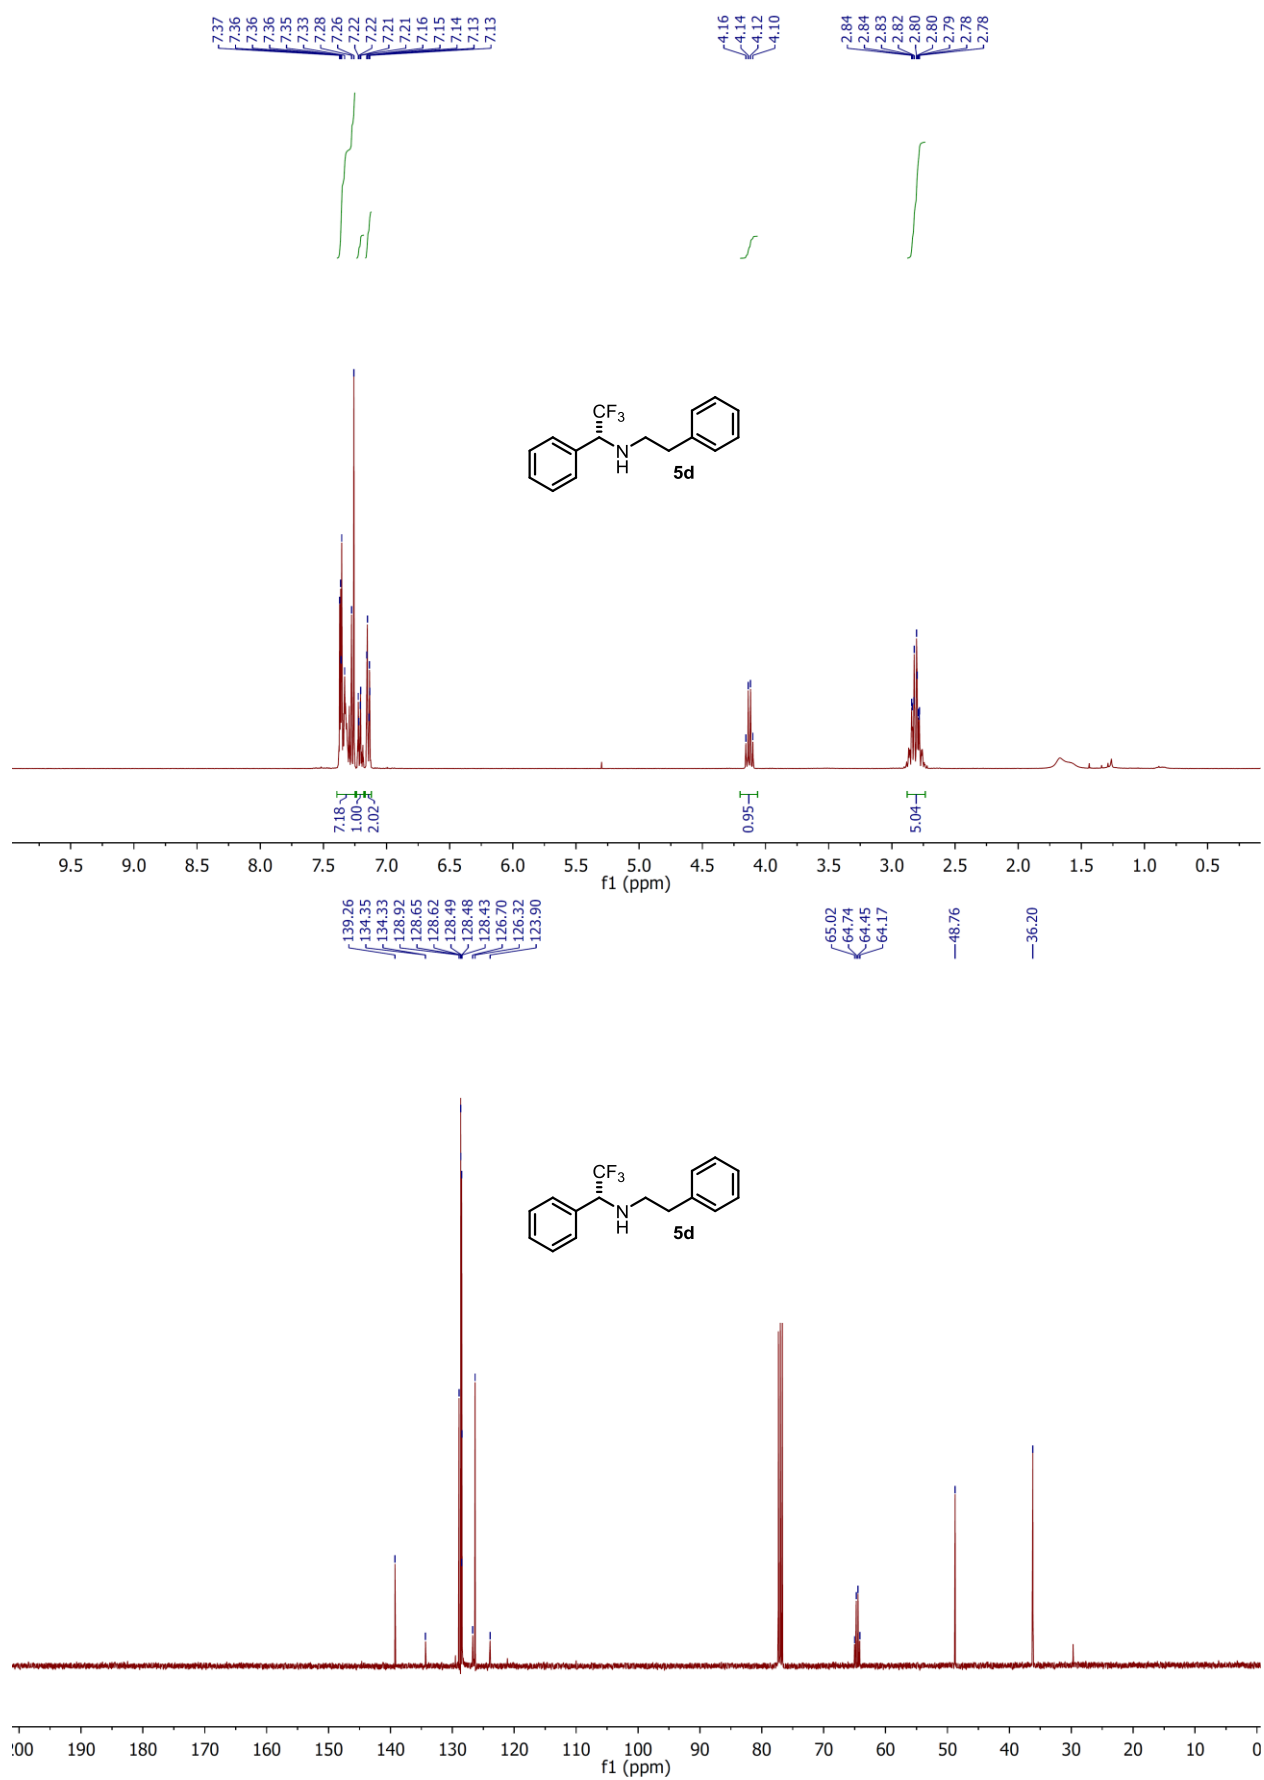 7.37 7.36 7.36 7.36 7.35 7.33 7.28 7.26 7.22 7.22 7.21 7.21 7.16 7.15 7.14 7.13 7.13
4.16 4.14 4.12 4.10
2.84 2.84 2.83 2.82 2.80 2.80 2.79 2.78 2.78
CF3
N
H
5d
7.18 1.00 2.02 0.95 5.04
9.5 9.0 8.5 8.0 7.5 7.0 6.5 6.0 5.5 5.0 4.5 4.0 3.5 3.0 2.5 2.0 1.5 1.0 0.5
f1 (ppm)
139.26 134.35 134.33 128.92 128.65 128.62 128.49 128.48 128.43 126.70 126.32 123.90
65.02 64.74 64.45 64.17
48.76
36.20
CF3
N
H
5d
00 190 180 170 160 150 140 130 120 110 100 90 80 70 60 50 40 30 20 10 0
f1 (ppm)